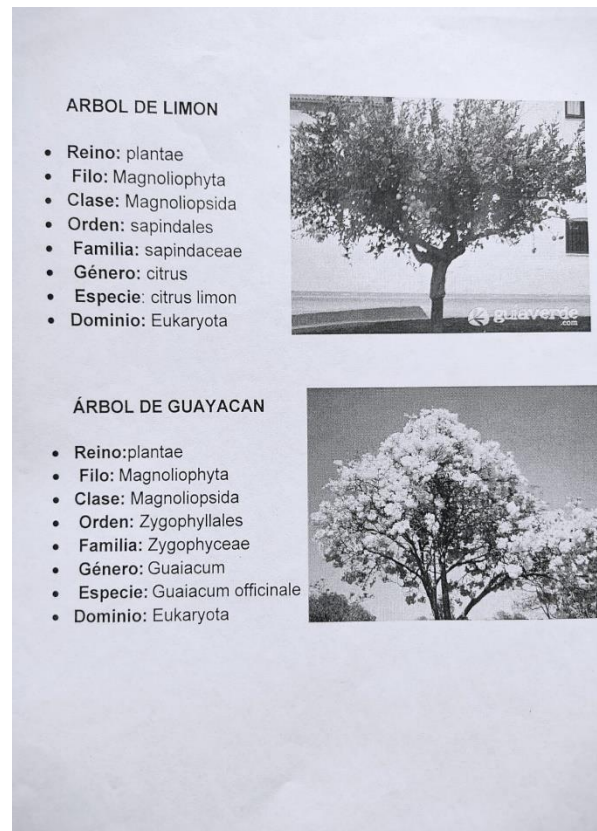 ARBOL DE LIMON
• Reino: plantae
• Filo: Magnoliophyta
• Clase: Magnoliopsida
• Orden: sapindales
• Familia: sapindaceae
• Género: citrus
• Especie: citrus limon
• Dominio: Eukaryota
guiaverde
.com
ÁRBOL DE GUAYACAN
• Reino:plantae
• Filo: Magnoliophyta
• Clase: Magnoliopsida
• Orden: Zygophyllales
• Familia: Zygophyceae
• Género: Guaiacum
• Especie: Guaiacum officinale
• Dominio: Eukaryota